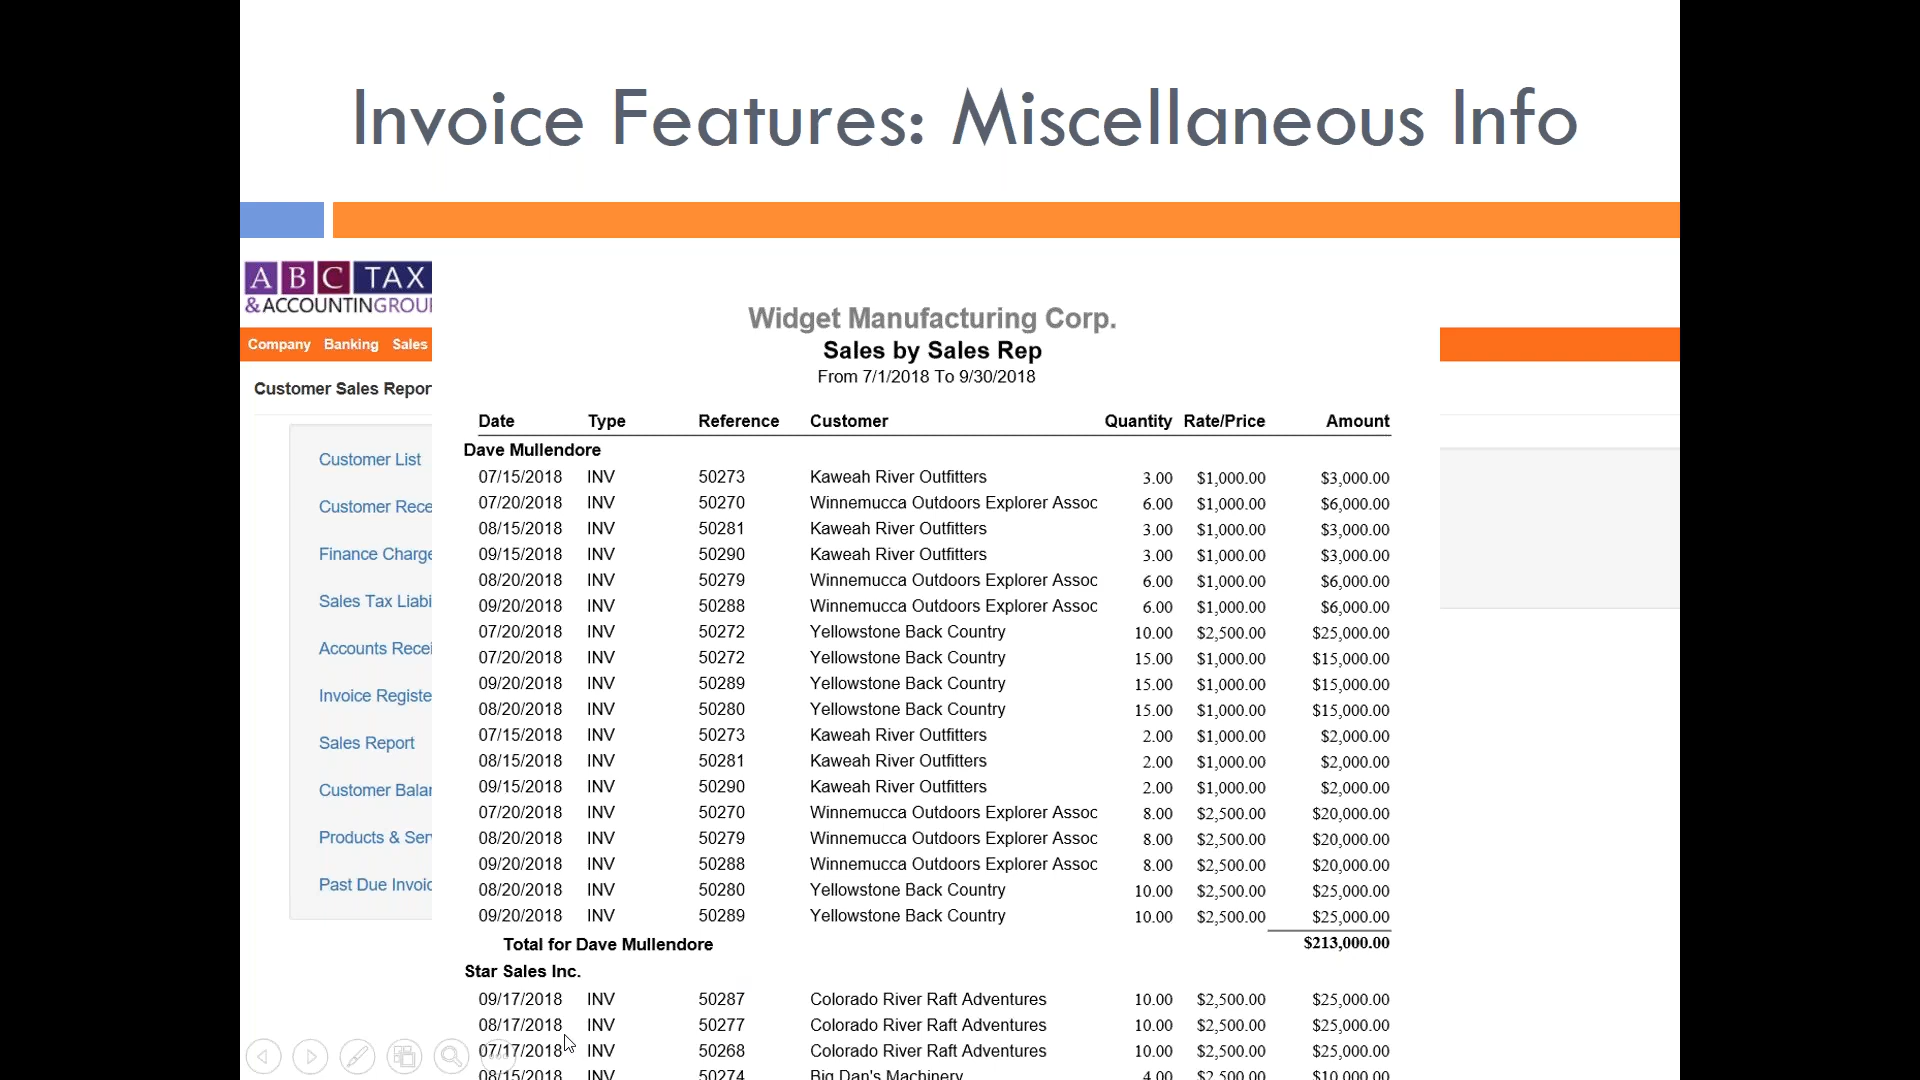 Invoice Features: Miscellaneous Info
ABC TAX
& ACCOUNTINGROU
Company Banking Sales
Customer Sales Repor
Customer List
Customer Rece
Finance Charge
Sales Tax Liabi
Accounts Recei
Invoice Registe
Sales Report
Customer Balar
Products & Ser
Past Due Invoic
Widget Manufacturing Corp.
Sales by Sales Rep
From 7/1/2018 To 9/30/2018
Date Type Reference Customer Quantity Rate/Price Amount
Dave Mullendore
07/15/2018 INV 50273 Kaweah River Outfitters 3.00 $1,000.00 $3,000.00
07/20/2018 INV 50270 Winnemucca Outdoors Explorer Assoc 6.00 $1,000.00 $6,000.00
08/15/2018 INV 50281 Kaweah River Outfitters 3.00 $1,000.00 $3,000.00
09/15/2018 INV 50290 Kaweah River Outfitters 3.00 $1,000.00 $3,000.00
08/20/2018 INV 50279 Winnemucca Outdoors Explorer Assoc 6.00 $1,000.00 $6,000.00
09/20/2018 INV 50288 Winnemucca Outdoors Explorer Assoc 6.00 $1,000.00 $6,000.00
07/20/2018 INV 50272 Yellowstone Back Country 10.00 $2,500.00 $25,000.00
07/20/2018 INV 50272 Yellowstone Back Country 15.00 $1,000.00 $15,000.00
09/20/2018 INV 50289 Yellowstone Back Country 15.00 $1,000.00 $15,000.00
08/20/2018 INV 50280 Yellowstone Back Country 15.00 $1,000.00 $15,000.00
07/15/2018 INV 50273 Kaweah River Outfitters 2.00 $1,000.00 $2,000.00
08/15/2018 INV 50281 Kaweah River Outfitters 2.00 $1,000.00 $2,000.00
09/15/2018 INV 50290 Kaweah River Outfitters 2.00 $1,000.00 $2,000.00
07/20/2018 INV 50270 Winnemucca Outdoors Explorer Assoc 8.00 $2,500.00 $20,000.00
08/20/2018 INV 50279 Winnemucca Outdoors Explorer Assoc 8.00 $2,500.00 $20,000.00
09/20/2018 INV 50288 Winnemucca Outdoors Explorer Assoc 8.00 $2,500.00 $20,000.00
08/20/2018 INV 50280 Yellowstone Back Country 10.00 $2,500.00 $25,000.00
09/20/2018 INV 50289 Yellowstone Back Country 10.00 $2,500.00 $25,000.00
Total for Dave Mullendore $213,000.00
Star Sales Inc.
09/17/2018 INV 50287 Colorado River Raft Adventures 10.00 $2,500.00 $25,000.00
08/17/2018 INV 50277 Colorado River Raft Adventures 10.00 $2,500.00 $25,000.00
07/17/2018 INV 50268 Colorado River Raft Adventures 10.00 $2,500.00 $25,000.00
08/15/2018 INV 50274 Big Dan's Machinery 4.00 $2,500.00 $10,000.00